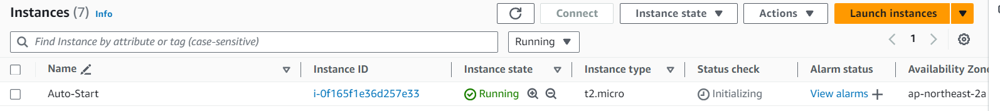 Instances (7) Info
Connect
Instance state
Actions
Launch instances
Find Instance by attribute or tag (case-sensitive)
Running
1
Name Instance ID Instance state Instance type Status check Alarm status Availability Zone
Auto-Start i-0f165f1e36d257e33 Running t2.micro Initializing View alarms + ap-northeast-2a